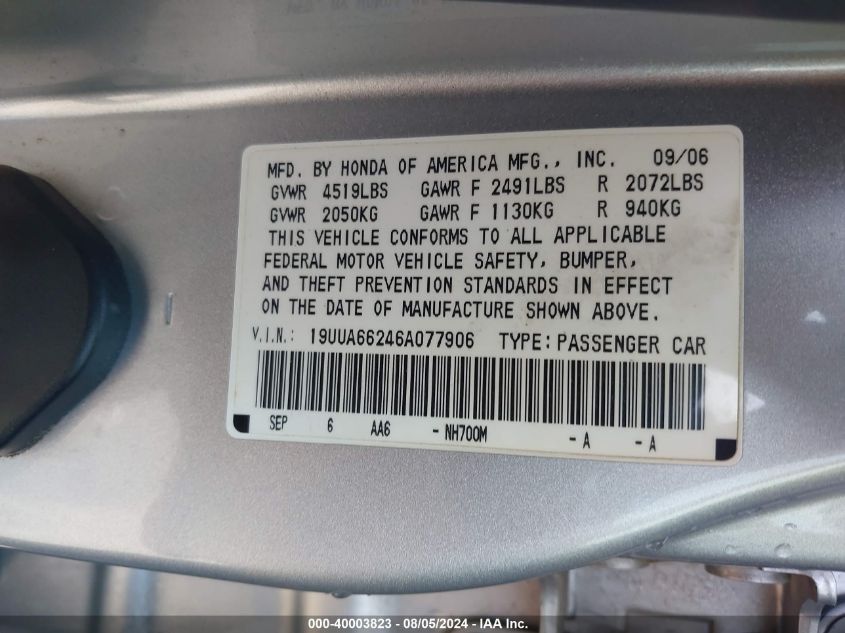 MFD. BY HONDA OF AMERICA MFG., INC. 09/06
GVWR 4519LBS GAWR F 2491LBS R 2072LBS
GVWR 2050KG GAWR F 1130KG R 940KG
THIS VEHICLE CONFORMS TO ALL APPLICABLE
FEDERAL MOTOR VEHICLE SAFETY, BUMPER,
AND THEFT PREVENTION STANDARDS IN EFFECT
ON THE DATE OF MANUFACTURE SHOWN ABOVE.
V.I.N.: 19UUA66246A077906 TYPE: PASSENGER CAR
SEP 6 AA6 -NH700M -A -A
000-40003823 - 08/05/2024 - IAA Inc.